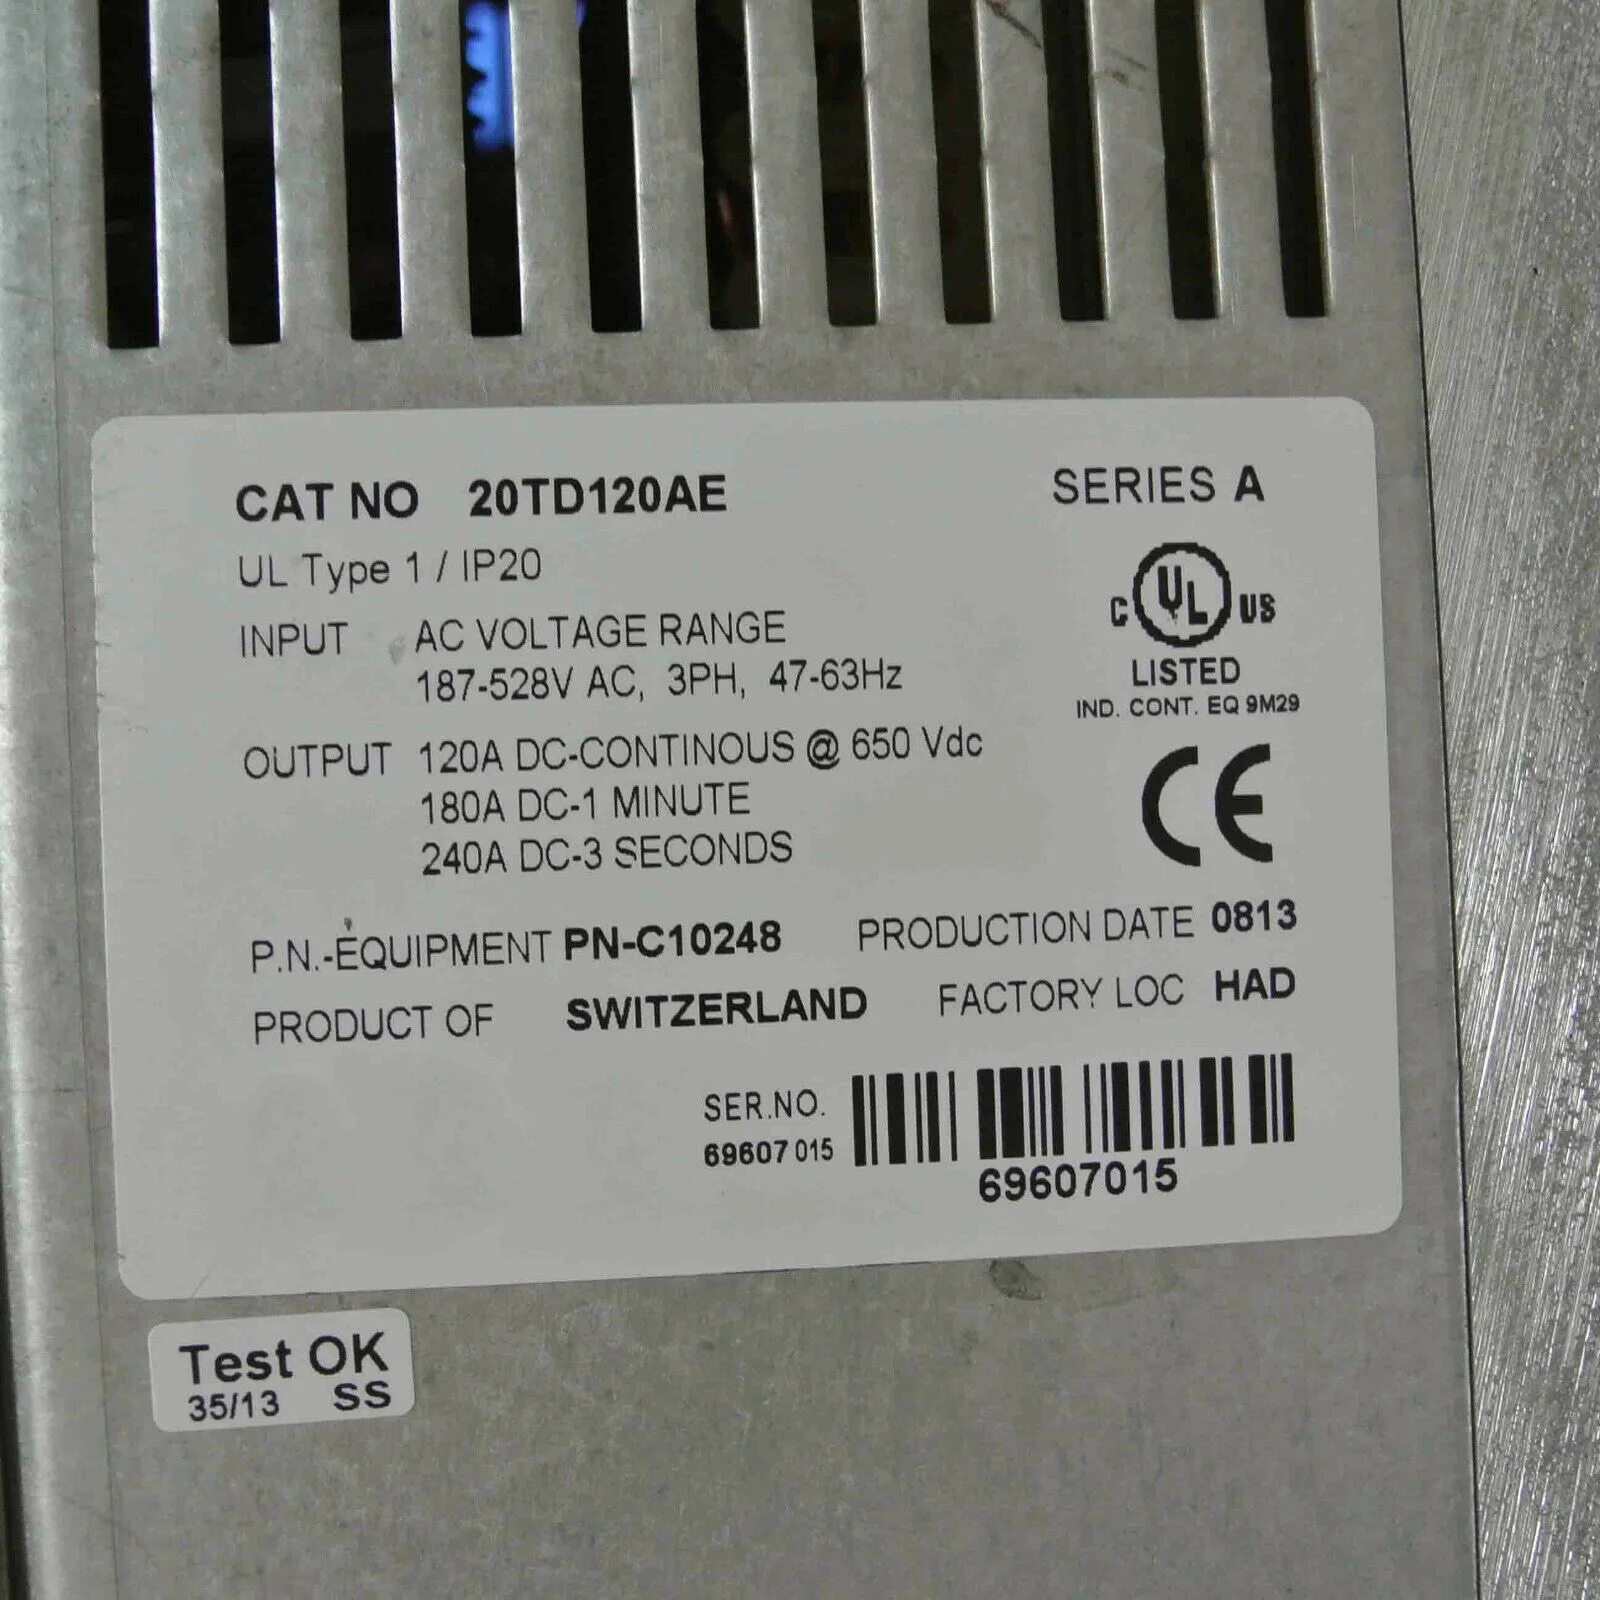 CAT NO 20TD120AE SERIES A
UL Type 1 / IP20
INPUT AC VOLTAGE RANGE
187-528V AC, 3PH, 47-63Hz
C UL US
LISTED
IND. CONT. EQ 9M29
OUTPUT 120A DC-CONTINOUS @ 650 Vdc
180A DC-1 MINUTE
240A DC-3 SECONDS
CE
P.N.-EQUIPMENT PN-C10248 PRODUCTION DATE 0813
PRODUCT OF SWITZERLAND FACTORY LOC HAD
SER.NO.
69607 015
69607015
Test OK
35/13 SS